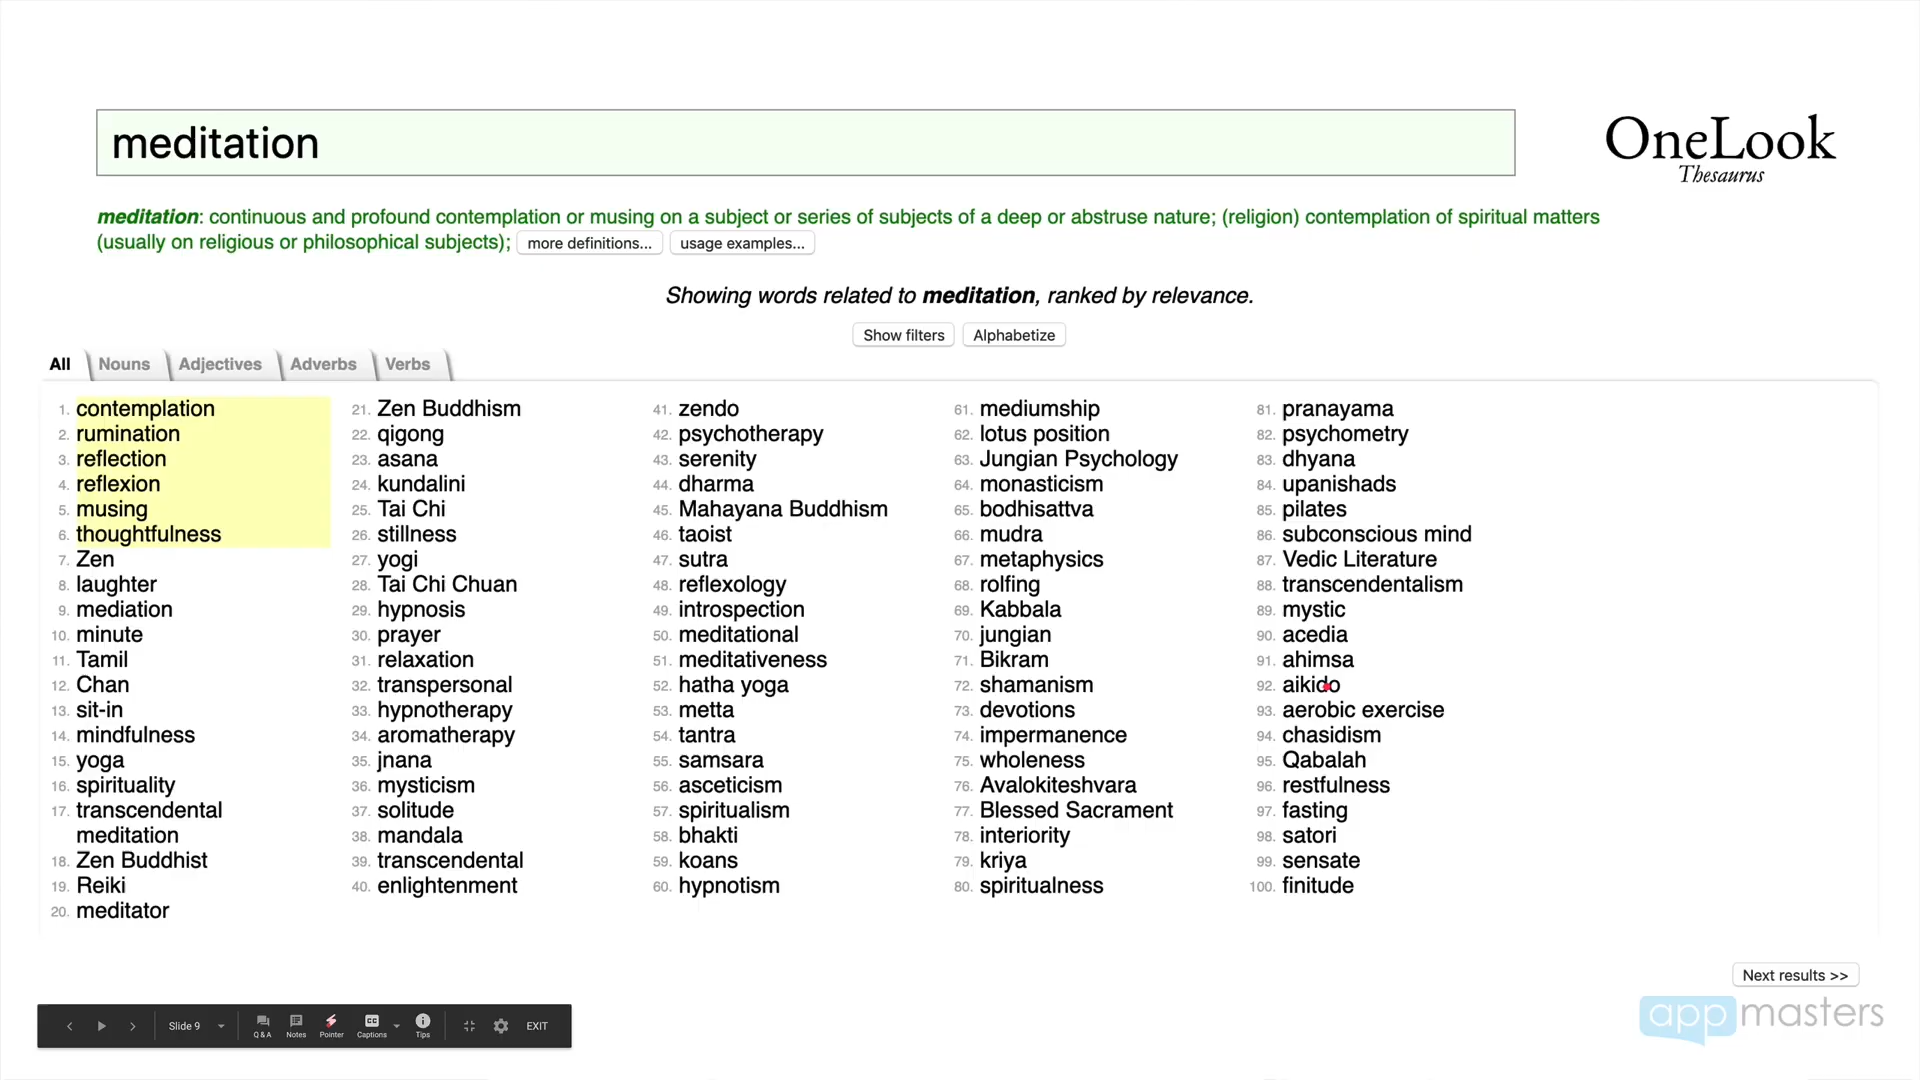 meditation
OneLook
Thesaurus
meditation: continuous and profound contemplation or musing on a subject or series of subjects of a deep or abstruse nature; (religion) contemplation of spiritual matters
(usually on religious or philosophical subjects); more definitions... usage examples...
Showing words related to meditation, ranked by relevance.
Show filters Alphabetize
All Nouns Adjectives Adverbs Verbs
1. contemplation
2. rumination
3. reflection
4. reflexion
5. musing
6. thoughtfulness
7. Zen
8. laughter
9. mediation
10. minute
11. Tamil
12. Chan
13. sit-in
14. mindfulness
15. yoga
16. spirituality
17. transcendental
meditation
18. Zen Buddhist
19. Reiki
20. meditator
21. Zen Buddhism
22. qigong
23. asana
24. kundalini
25. Tai Chi
26. stillness
27. yogi
28. Tai Chi Chuan
29. hypnosis
30. prayer
31. relaxation
32. transpersonal
33. hypnotherapy
34. aromatherapy
35. jnana
36. mysticism
37. solitude
38. mandala
39. transcendental
40. enlightenment
41. zendo
42. psychotherapy
43. serenity
44. dharma
45. Mahayana Buddhism
46. taoist
47. sutra
48. reflexology
49. introspection
50. meditational
51. meditativeness
52. hatha yoga
53. metta
54. tantra
55. samsara
56. asceticism
57. spiritualism
58. bhakti
59. koans
60. hypnotism
61. mediumship
62. lotus position
63. Jungian Psychology
64. monasticism
65. bodhisattva
66. mudra
67. metaphysics
68. rolfing
69. Kabbala
70. jungian
71. Bikram
72. shamanism
73. devotions
74. impermanence
75. wholeness
76. Avalokiteshvara
77. Blessed Sacrament
78. interiority
79. kriya
80. spiritualness
81. pranayama
82. psychometry
83. dhyana
84. upanishads
85. pilates
86. subconscious mind
87. Vedic Literature
88. transcendentalism
89. mystic
90. acedia
91. ahimsa
92. aikido
93. aerobic exercise
94. chasidism
95. Qabalah
96. restfulness
97. fasting
98. satori
99. sensate
100. finitude
Next results >>
app masters
Slide 9 Q & A Notes Pointer CC Captions Tips EXIT